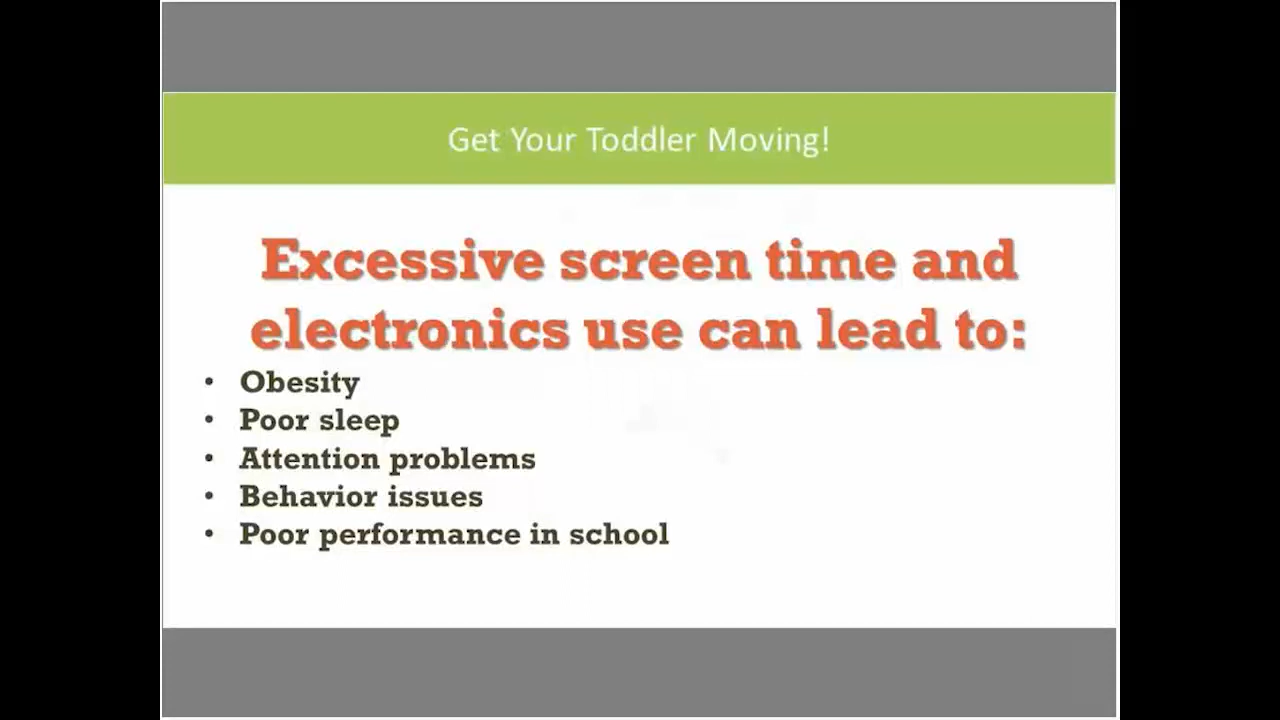 Get Your Toddler Moving!
Excessive screen time and
electronics use can lead to:
• Obesity
• Poor sleep
• Attention problems
• Behavior issues
• Poor performance in school